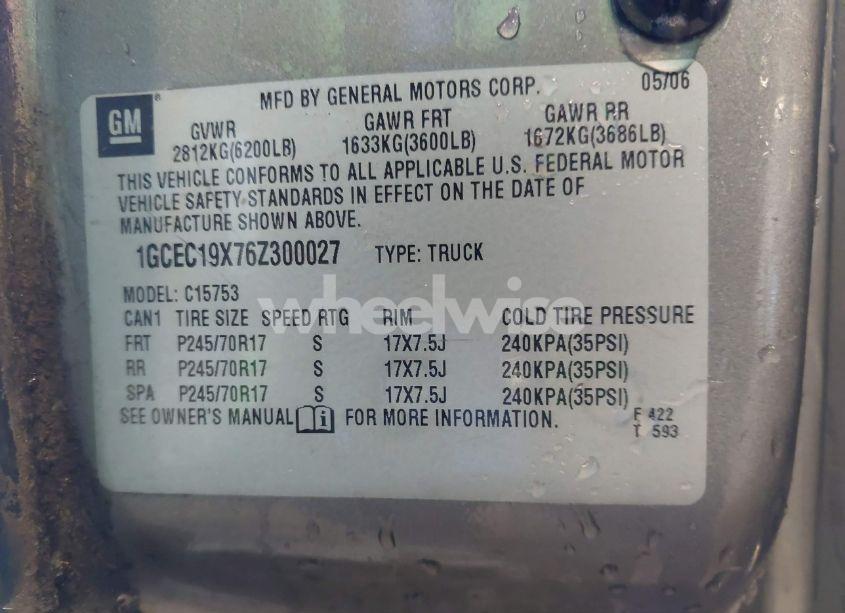 GM
MFD BY GENERAL MOTORS CORP. 05/06
GVWR GAWR FRT GAWR RR
2812KG(6200LB) 1633KG(3600LB) 1672KG(3686LB)
THIS VEHICLE CONFORMS TO ALL APPLICABLE U.S. FEDERAL MOTOR
VEHICLE SAFETY STANDARDS IN EFFECT ON THE DATE OF
MANUFACTURE SHOWN ABOVE.
1GCEC19X76Z300027 TYPE: TRUCK
MODEL: C15753
wheelwise
CAN1 TIRE SIZE SPEED RTG RIM COLD TIRE PRESSURE
FRT P245/70R17 S 17X7.5J 240KPA(35PSI)
RR P245/70R17 S 17X7.5J 240KPA(35PSI)
SPA P245/70R17 S 17X7.5J 240KPA(35PSI)
SEE OWNER'S MANUAL FOR MORE INFORMATION. F 422
T 593